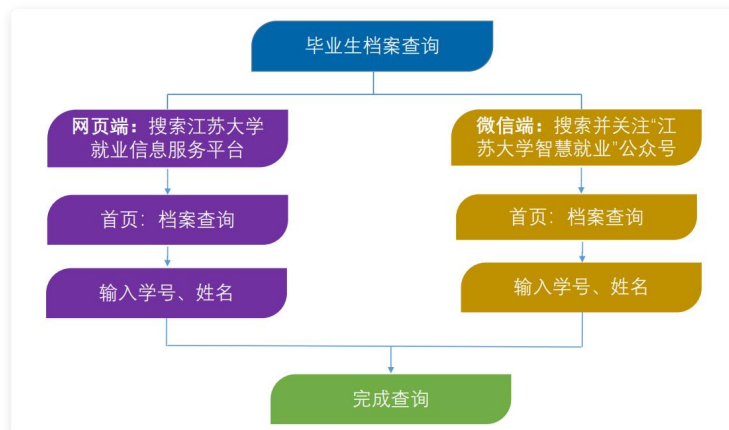 毕业生档案查询
网页端：搜索江苏大学
就业信息服务平台
微信端：搜索并关注“江
苏大学智慧就业”公众号
首页：档案查询
首页：档案查询
输入学号、姓名
输入学号、姓名
完成查询